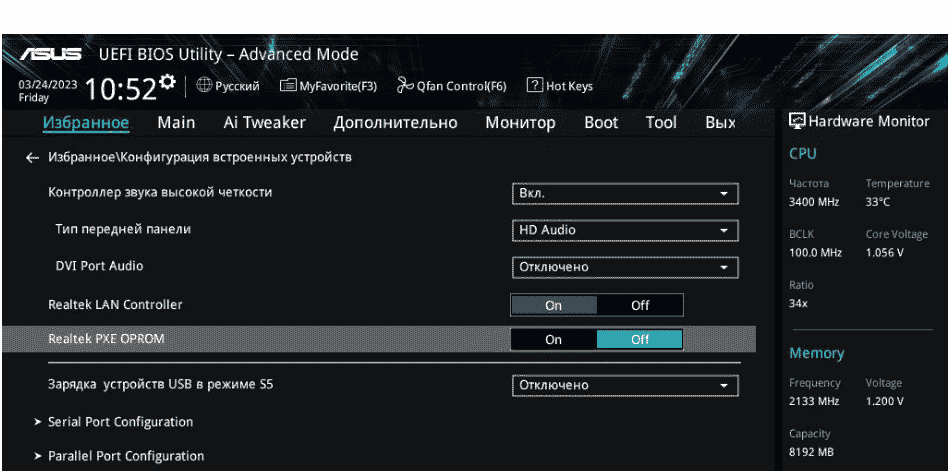 ASUS UEFI BIOS Utility – Advanced Mode
03/24/2023
Friday
10:52
Русский MyFavorite(F3) Qfan Control(F6) ? Hot Keys
Избранное Main Ai Tweaker Дополнительно Монитор Boot Tool Вых
Hardware Monitor
← Избранное\Конфигурация встроенных устройств
Контроллер звука высокой четкости Вкл.
Тип передней панели HD Audio
DVI Port Audio Отключено
Realtek LAN Controller On Off
Realtek PXE OPROM On Off
Зарядка устройств USB в режиме S5 Отключено
Serial Port Configuration
Parallel Port Configuration
CPU
Частота Temperature
3400 MHz 33°C
BCLK Core Voltage
100.0 MHz 1.056 V
Ratio
34x
Memory
Frequency Voltage
2133 MHz 1.200 V
Capacity
8192 MB